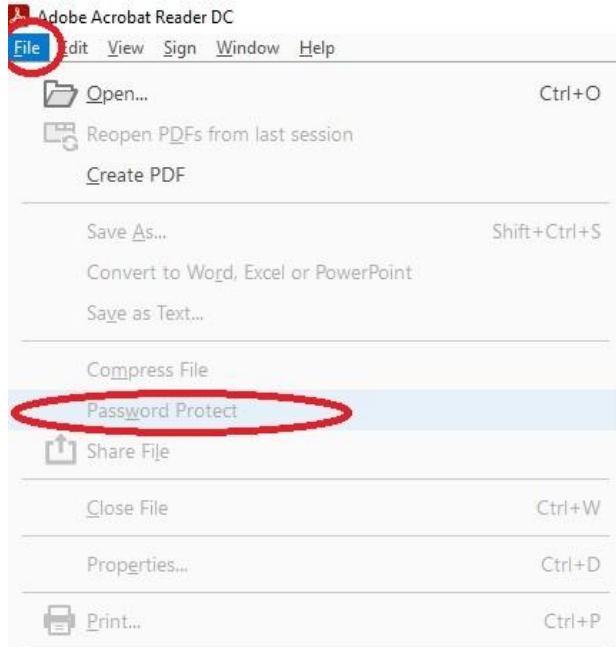 Adobe Acrobat Reader DC
File Edit View Sign Window Help
Open... Ctrl+O
Reopen PDFs from last session
Create PDF
Save As... Shift+Ctrl+S
Convert to Word, Excel or PowerPoint
Save as Text...
Compress File
Password Protect
Share File
Close File Ctrl+W
Properties... Ctrl+D
Print... Ctrl+P